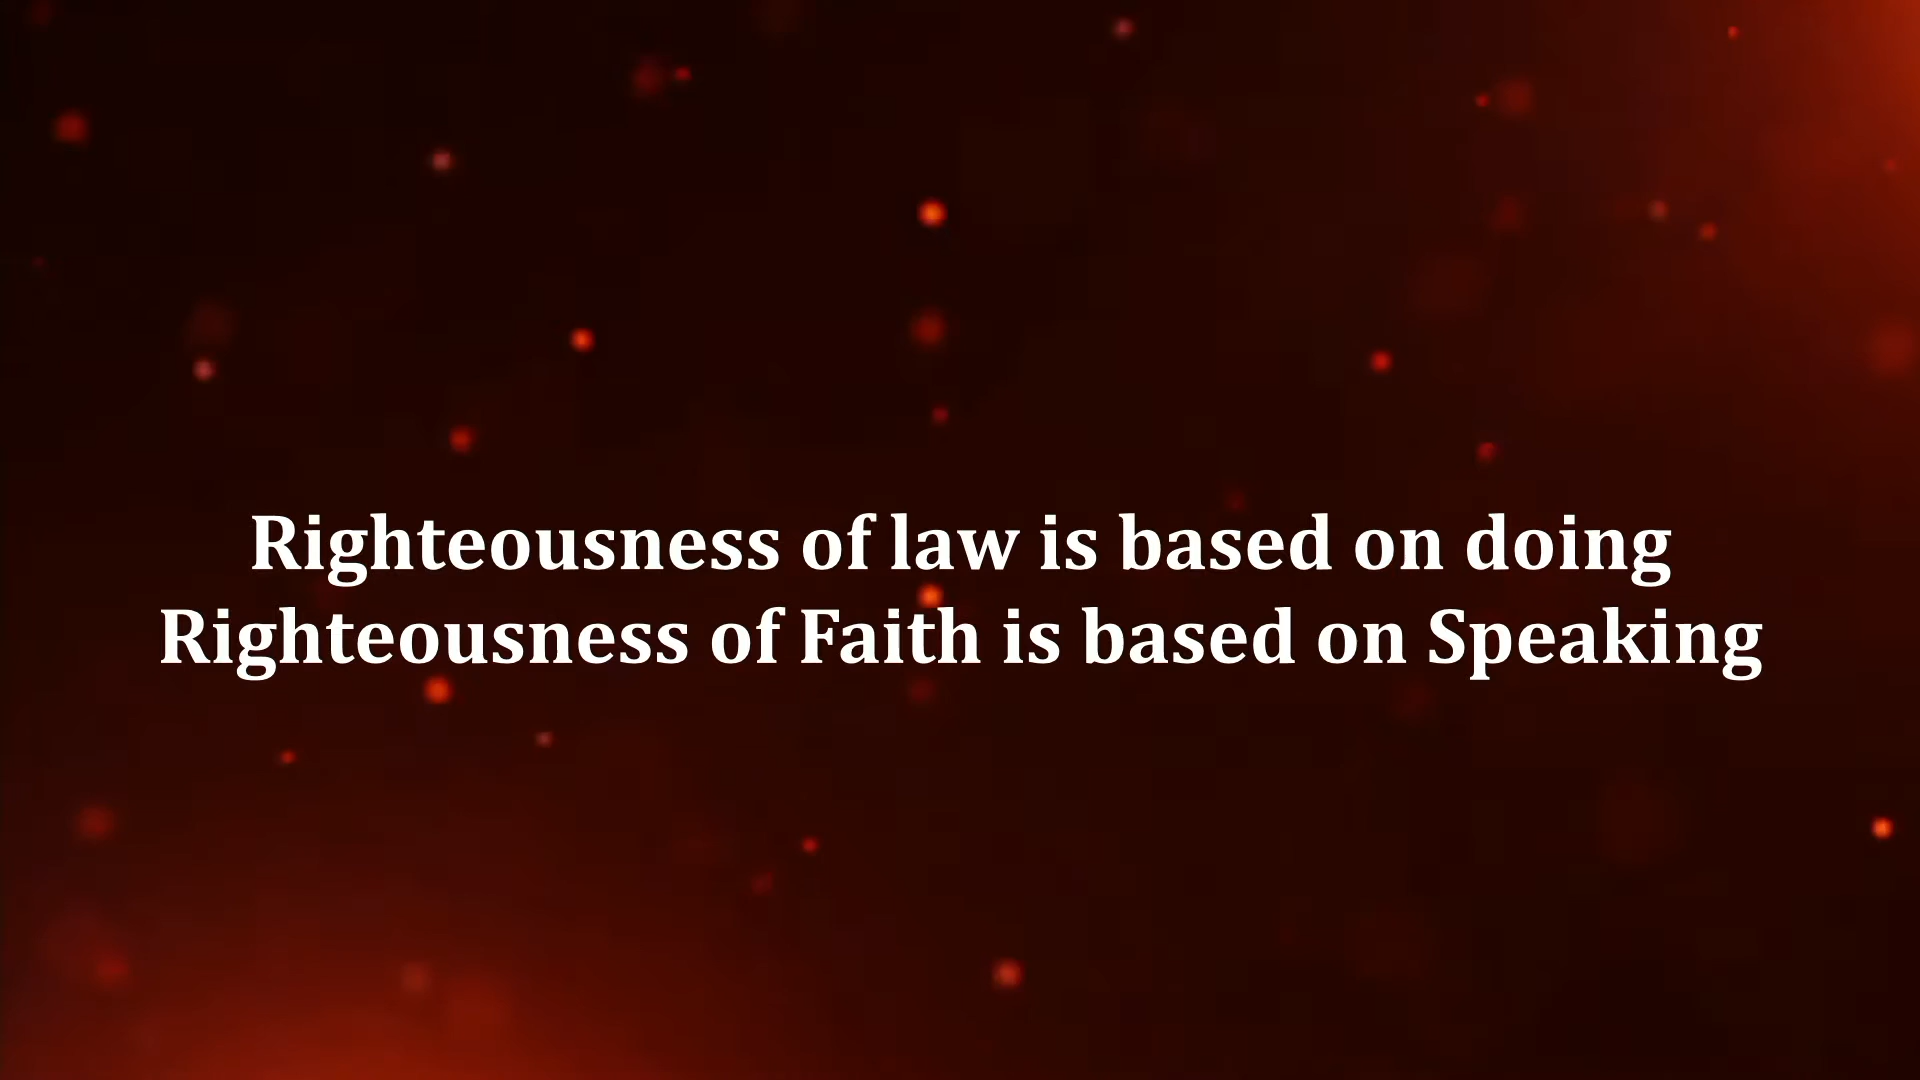 Righteousness of law is based on doing
Righteousness of Faith is based on Speaking